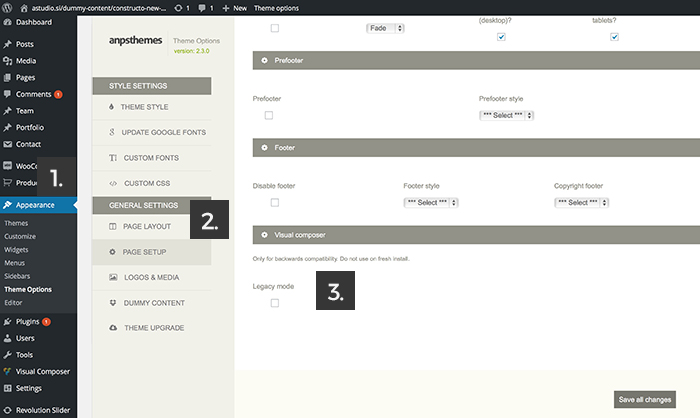 astudio.si/dummy-content/constructo-new-... 1 1 + New Theme options
Dashboard
Posts
Media
Pages
Comments 1
Team
Portfolio
Contact
WooCo
Produc
1.
Appearance
Themes
Customize
Widgets
Menus
Sidebars
Theme Options
Editor
Plugins 1
Users
Tools
Visual Composer
Settings
Revolution Slider
anpsthemes Theme Options
version: 2.3.0
STYLE SETTINGS
THEME STYLE
UPDATE GOOGLE FONTS
CUSTOM FONTS
CUSTOM CSS
GENERAL SETTINGS
2.
PAGE LAYOUT
PAGE SETUP
LOGOS & MEDIA
DUMMY CONTENT
THEME UPGRADE
Fade
(desktop)?
tablets?
Prefooter
Prefooter
Prefooter style
*** Select ***
Footer
Disable footer
Footer style
*** Select ***
Copyright footer
*** Select ***
Visual composer
Only for backwards compatibility. Do not use on fresh install.
Legacy mode
3.
Save all changes